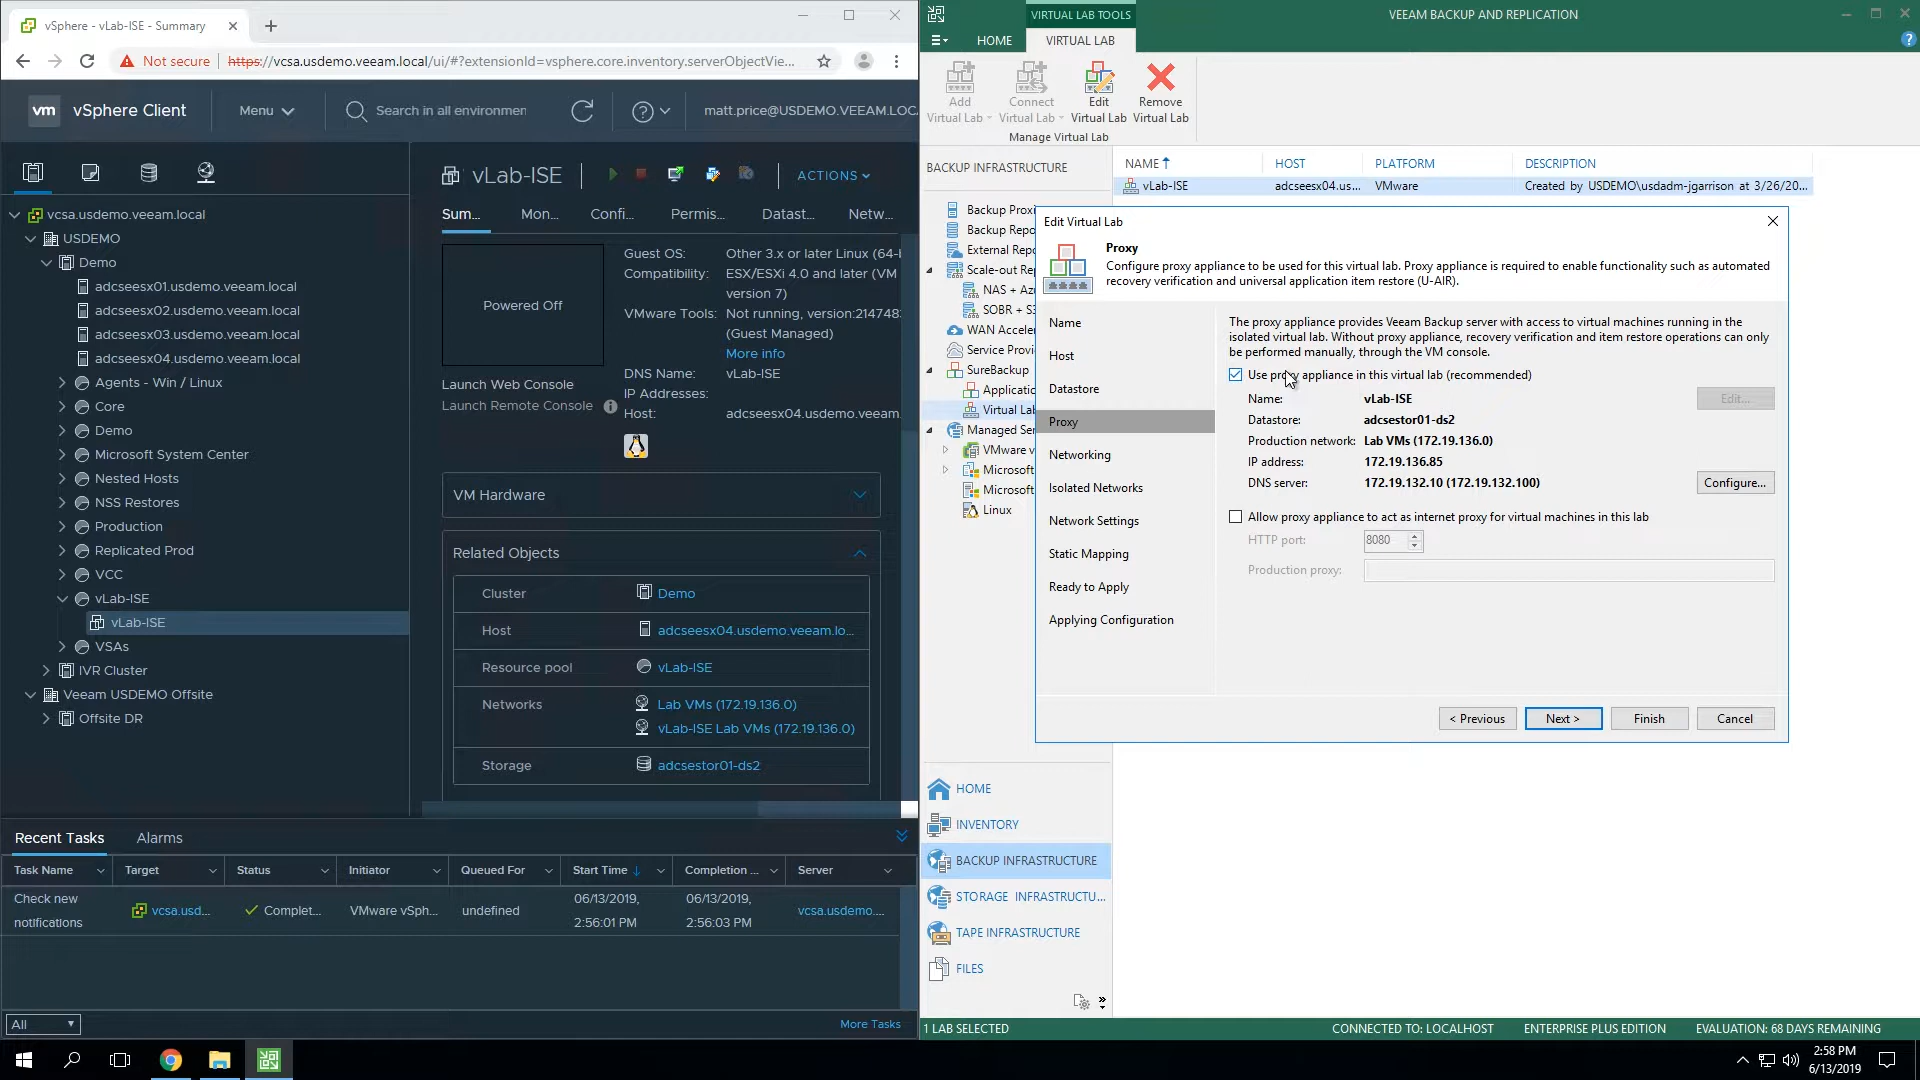 vSphere - vLab-ISE - Summary
Not secure
https://vcsa.usdemo.veeam.local/ui/#?extensionId=vsphere.core.inventory.serverObjectVie...
vm
vSphere Client
Menu
Search in all environmen
matt.price@USDEMO.VEEAM.LOC
vcsa.usdemo.veeam.local
USDEMO
Demo
adcseesx01.usdemo.veeam.local
adcseesx02.usdemo.veeam.local
adcseesx03.usdemo.veeam.local
adcseesx04.usdemo.veeam.local
Agents - Win / Linux
Core
Demo
Microsoft System Center
Nested Hosts
NSS Restores
Production
Replicated Prod
VCC
vLab-ISE
vLab-ISE
VSAs
IVR Cluster
Veeam USDEMO Offsite
Offsite DR
vLab-ISE
ACTIONS
Sum...
Mon...
Confi...
Permis...
Datast...
Netw...
Powered Off
Launch Web Console
Launch Remote Console
Guest OS: Other 3.x or later Linux (64-
Compatibility: ESX/ESXi 4.0 and later (VM
version 7)
VMware Tools: Not running, version:214748
(Guest Managed)
More info
DNS Name: vLab-ISE
IP Addresses:
Host: adcseesx04.usdemo.veeam.
VM Hardware
Related Objects
Cluster Demo
Host adcseesx04.usdemo.veeam.lo...
Resource pool vLab-ISE
Networks Lab VMs (172.19.136.0)
vLab-ISE Lab VMs (172.19.136.0)
Storage adcsestor01-ds2
Recent Tasks
Alarms
Task Name Target Status Initiator Queued For Start Time Completion ... Server
Check new
notifications
vcsa.usd...
Complet...
VMware vSph...
undefined
06/13/2019,
2:56:01 PM
06/13/2019,
2:56:03 PM
vcsa.usdemo....
All
More Tasks
VIRTUAL LAB TOOLS
VEEAM BACKUP AND REPLICATION
HOME
VIRTUAL LAB
Add
Virtual Lab
Connect
Virtual Lab
Edit
Virtual Lab
Remove
Virtual Lab
Manage Virtual Lab
BACKUP INFRASTRUCTURE
Backup Proxi
Backup Repo
External Repo
Scale-out Rep
NAS + Az
SOBR + S3
WAN Acceler
Service Provi
SureBackup
Applicatic
Virtual Lab
Managed Ser
VMware v
Microsoft
Microsoft
Linux
NAME HOST PLATFORM DESCRIPTION
vLab-ISE adcseesx04.us... VMware Created by USDEMO\usdadm-jgarrison at 3/26/20...
Edit Virtual Lab
Proxy
Configure proxy appliance to be used for this virtual lab. Proxy appliance is required to enable functionality such as automated
recovery verification and universal application item restore (U-AIR).
Name
Host
Datastore
Proxy
Networking
Isolated Networks
Network Settings
Static Mapping
Ready to Apply
Applying Configuration
The proxy appliance provides Veeam Backup server with access to virtual machines running in the
isolated virtual lab. Without proxy appliance, recovery verification and item restore operations can only
be performed manually, through the VM console.
Use proxy appliance in this virtual lab (recommended)
Name: vLab-ISE
Edit...
Datastore: adcsestor01-ds2
Production network: Lab VMs (172.19.136.0)
IP address: 172.19.136.85
DNS server: 172.19.132.10 (172.19.132.100)
Configure...
Allow proxy appliance to act as internet proxy for virtual machines in this lab
HTTP port: 8080
Production proxy:
< Previous
Next >
Finish
Cancel
HOME
INVENTORY
BACKUP INFRASTRUCTURE
STORAGE INFRASTRUCTU...
TAPE INFRASTRUCTURE
FILES
1 LAB SELECTED
CONNECTED TO: LOCALHOST
ENTERPRISE PLUS EDITION
EVALUATION: 68 DAYS REMAINING
2:58 PM
6/13/2019